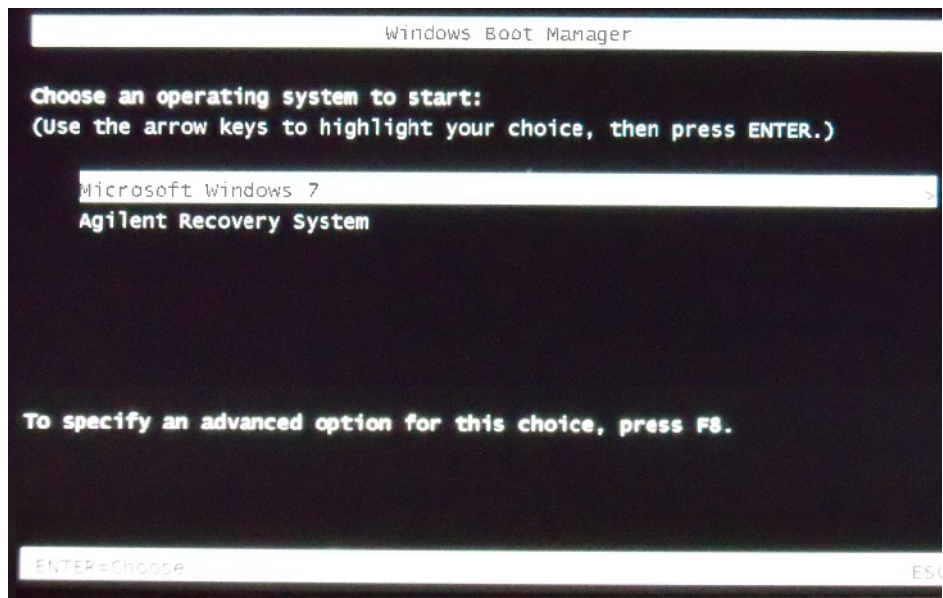 Windows Boot Manager
Choose an operating system to start:
(Use the arrow keys to highlight your choice, then press ENTER.)
Microsoft Windows 7 >
Agilent Recovery System
To specify an advanced option for this choice, press F8.
ENTER=Choose ESC